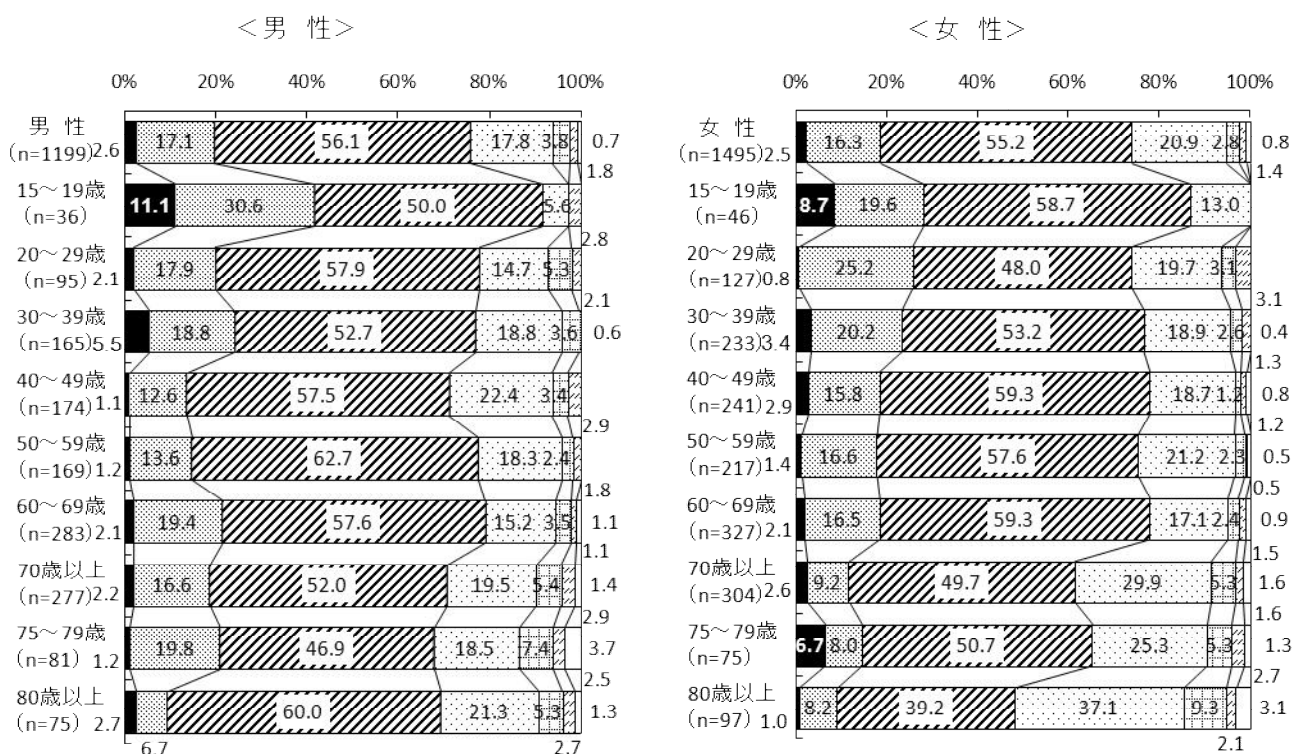 ＜男 性＞
0% 20% 40% 60% 80% 100%
男 性
(n=1199) 2.6 17.1 56.1 17.8 3.8 0.7
1.8
15～19歳
(n=36) 11.1 30.6 50.0 5.6
2.8
20～29歳
(n=95) 2.1 17.9 57.9 14.7 5.3
2.1
30～39歳
(n=165) 5.5 18.8 52.7 18.8 3.6 0.6
40～49歳
(n=174) 1.1 12.6 57.5 22.4 3.4
2.9
50～59歳
(n=169) 1.2 13.6 62.7 18.3 2.4
1.8
60～69歳
(n=283) 2.1 19.4 57.6 15.2 3.5 1.1
1.1
70歳以上
(n=277) 2.2 16.6 52.0 19.5 5.4 1.4
2.9
75～79歳
(n=81) 1.2 19.8 46.9 18.5 7.4 3.7
2.5
80歳以上
(n=75) 2.7 60.0 21.3 5.3 1.3
6.7 2.7
＜女 性＞
0% 20% 40% 60% 80% 100%
女 性
(n=1495) 2.5 16.3 55.2 20.9 2.8 0.8
1.4
15～19歳
(n=46) 8.7 19.6 58.7 13.0
20～29歳
(n=127) 0.8 25.2 48.0 19.7 3.1
3.1
30～39歳
(n=233) 3.4 20.2 53.2 18.9 2.6 0.4
1.3
40～49歳
(n=241) 2.9 15.8 59.3 18.7 1.2 0.8
1.2
50～59歳
(n=217) 1.4 16.6 57.6 21.2 2.3 0.5
0.5
60～69歳
(n=327) 2.1 16.5 59.3 17.1 2.4 0.9
1.5
70歳以上
(n=304) 2.6 9.2 49.7 29.9 5.3 1.6
1.6
75～79歳
(n=75) 6.7 8.0 50.7 25.3 5.3 1.3
2.7
80歳以上
(n=97) 1.0 8.2 39.2 37.1 9.3 3.1
2.1